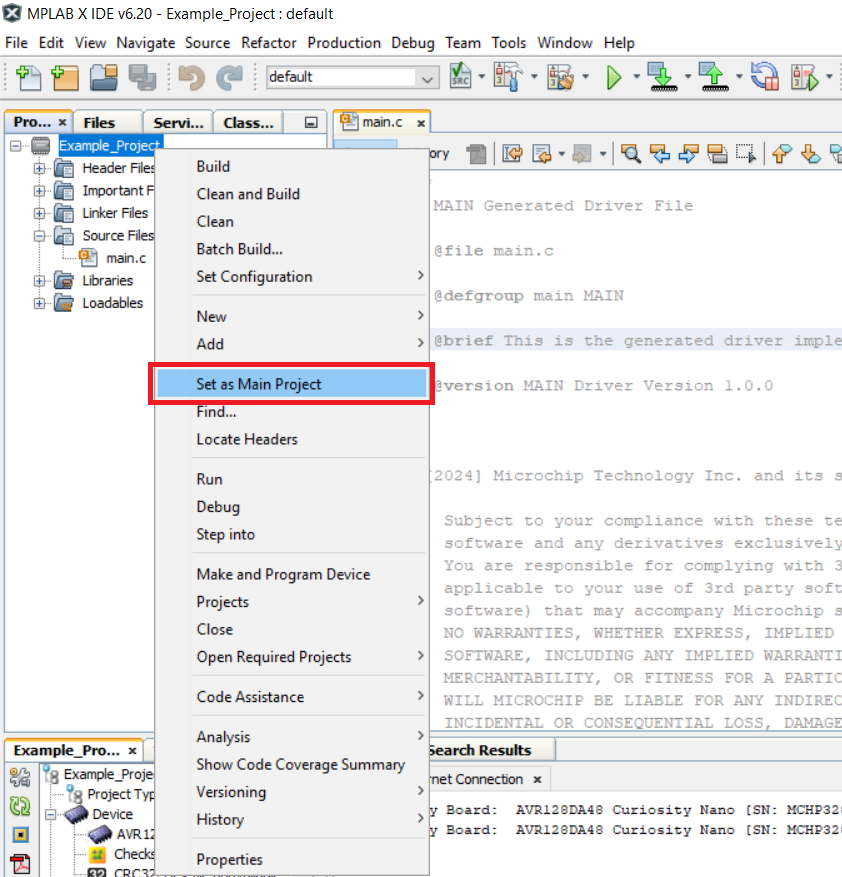 MPLAB X IDE v6.20 - Example_Project : default
File Edit View Navigate Source Refactor Production Debug Team Tools Window Help
default
Pro... Files Servi... Class...
main.c
Example_Project
Header Files
Important F
Linker Files
Source Files
main.c
Libraries
Loadables
Build
Clean and Build
Clean
Batch Build...
Set Configuration
New
Add
Set as Main Project
Find...
Locate Headers
Run
Debug
Step into
Make and Program Device
Projects
Close
Open Required Projects
Code Assistance
Analysis
Show Code Coverage Summary
Versioning
History
Properties
ory
MAIN Generated Driver File
@file main.c
@defgroup main MAIN
@brief This is the generated driver imple
@version MAIN Driver Version 1.0.0
[2024] Microchip Technology Inc. and its s
Subject to your compliance with these te
software and any derivatives exclusively
You are responsible for complying with 3
applicable to your use of 3rd party soft
software) that may accompany Microchip s
NO WARRANTIES, WHETHER EXPRESS, IMPLIED
SOFTWARE, INCLUDING ANY IMPLIED WARRANTI
MERCHANTABILITY, OR FITNESS FOR A PARTIC
WILL MICROCHIP BE LIABLE FOR ANY INDIREC
INCIDENTAL OR CONSEQUENTIAL LOSS, DAMAGE
Example_Pro...
Example_Proje
Project Typ
Device
AVR12
Checks
Search Results
rnet Connection
y Board: AVR128DA48 Curiosity Nano [SN: MCHP328
y Board: AVR128DA48 Curiosity Nano [SN: MCHP328